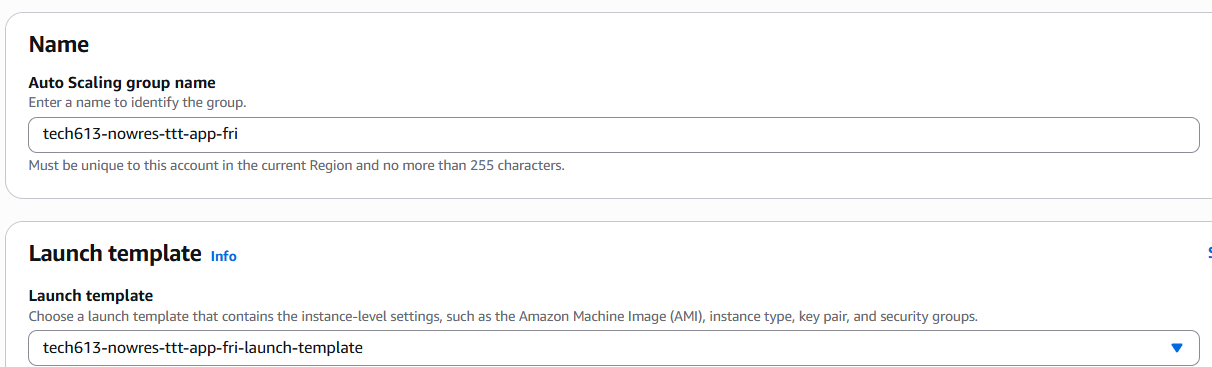 Name
Auto Scaling group name
Enter a name to identify the group.
tech613-nowres-ttt-app-fri
Must be unique to this account in the current Region and no more than 255 characters.
Launch template Info
Launch template
Choose a launch template that contains the instance-level settings, such as the Amazon Machine Image (AMI), instance type, key pair, and security groups.
tech613-nowres-ttt-app-fri-launch-template